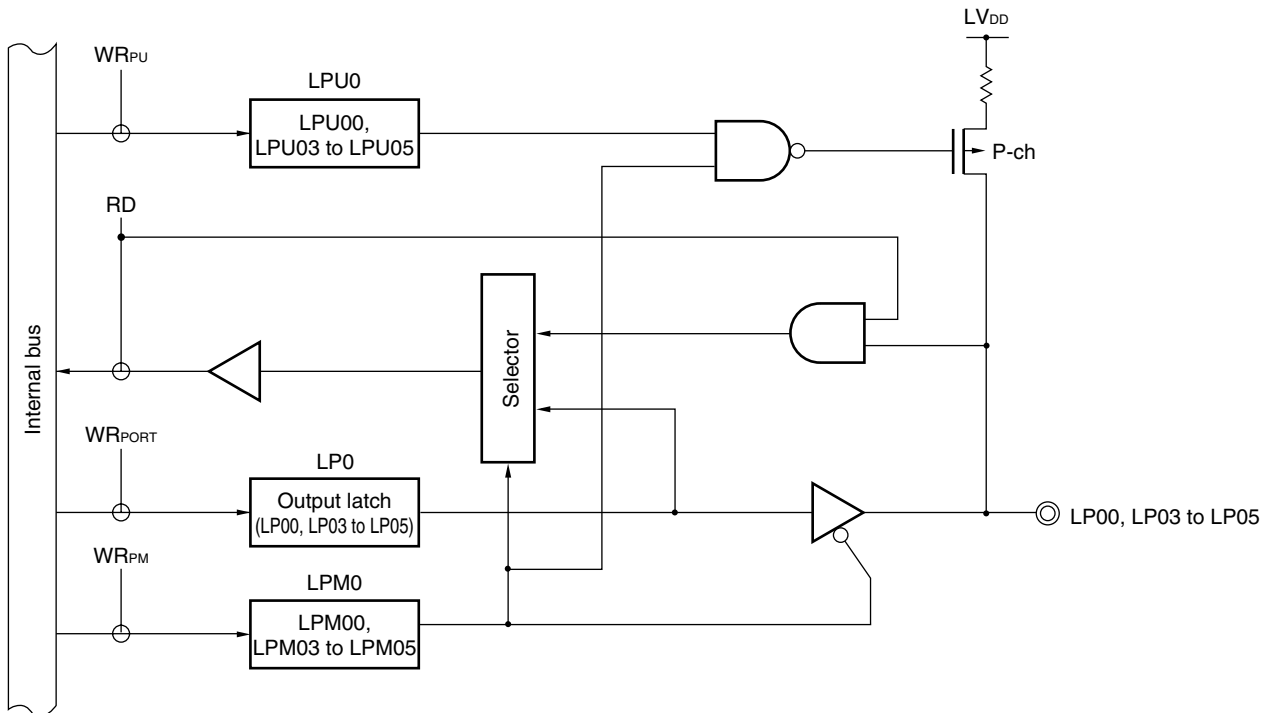 LVDD
WRPU
LPU0
LPU00,
LPU03 to LPU05
P-ch
RD
Internal bus
Selector
WRPORT
LP0
Output latch
(LP00, LP03 to LP05)
LP00, LP03 to LP05
WRPM
LPM0
LPM00,
LPM03 to LPM05